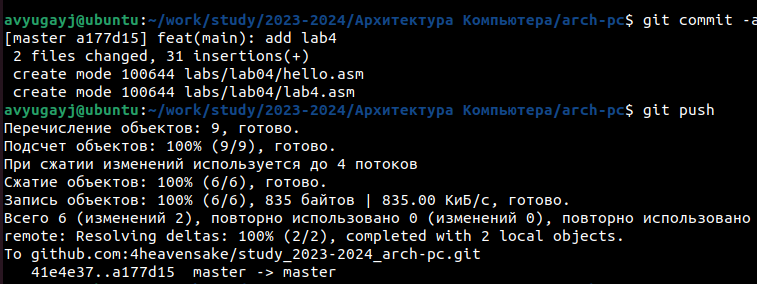 avyugayj@ubuntu:~/work/study/2023-2024/Архитектура Компьютера/arch-pc$ git commit -a
[master a177d15] feat(main): add lab4
 2 files changed, 31 insertions(+)
 create mode 100644 labs/lab04/hello.asm
 create mode 100644 labs/lab04/lab4.asm
avyugayj@ubuntu:~/work/study/2023-2024/Архитектура Компьютера/arch-pc$ git push
Перечисление объектов: 9, готово.
Подсчет объектов: 100% (9/9), готово.
При сжатии изменений используется до 4 потоков
Сжатие объектов: 100% (6/6), готово.
Запись объектов: 100% (6/6), 835 байтов | 835.00 КиБ/с, готово.
Всего 6 (изменений 2), повторно использовано 0 (изменений 0), повторно использовано
remote: Resolving deltas: 100% (2/2), completed with 2 local objects.
To github.com:4heavensake/study_2023-2024_arch-pc.git
   41e4e37..a177d15  master -> master